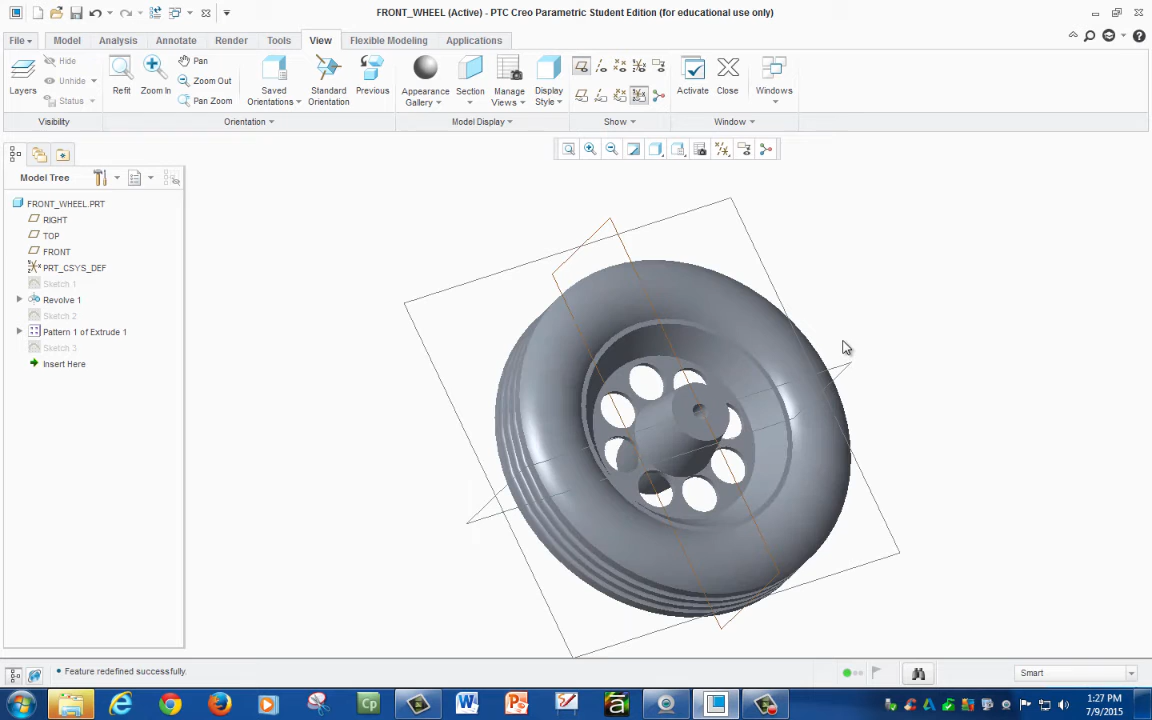 FRONT_WHEEL (Active) - PTC Creo Parametric Student Edition (for educational use only)
File Model Analysis Annotate Render Tools View Flexible Modeling Applications
Layers
Hide
Unhide
Status
Visibility
Refit
Zoom In
Pan
Zoom Out
Pan Zoom
Saved Orientations
Standard Orientation
Previous
Orientation
Appearance Gallery
Section
Manage Views
Display Style
Model Display
Show
Activate
Close
Windows
Window
Model Tree
FRONT_WHEEL.PRT
RIGHT
TOP
FRONT
PRT_CSYS_DEF
Sketch 1
Revolve 1
Sketch 2
Pattern 1 of Extrude 1
Sketch 3
Insert Here
Feature redefined successfully.
Smart
Cp
1:27 PM
7/9/2015